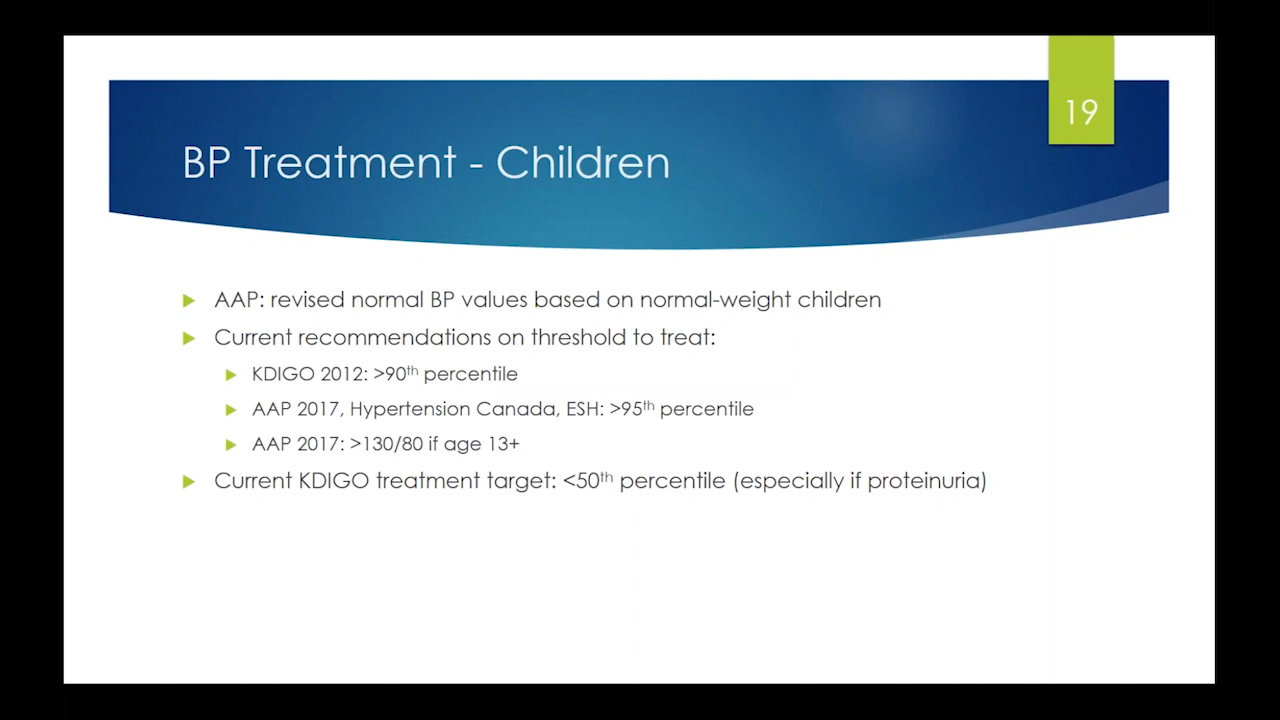 19
BP Treatment - Children
AAP: revised normal BP values based on normal-weight children
Current recommendations on threshold to treat:
KDIGO 2012: >90th percentile
AAP 2017, Hypertension Canada, ESH: >95th percentile
AAP 2017: >130/80 if age 13+
Current KDIGO treatment target: <50th percentile (especially if proteinuria)